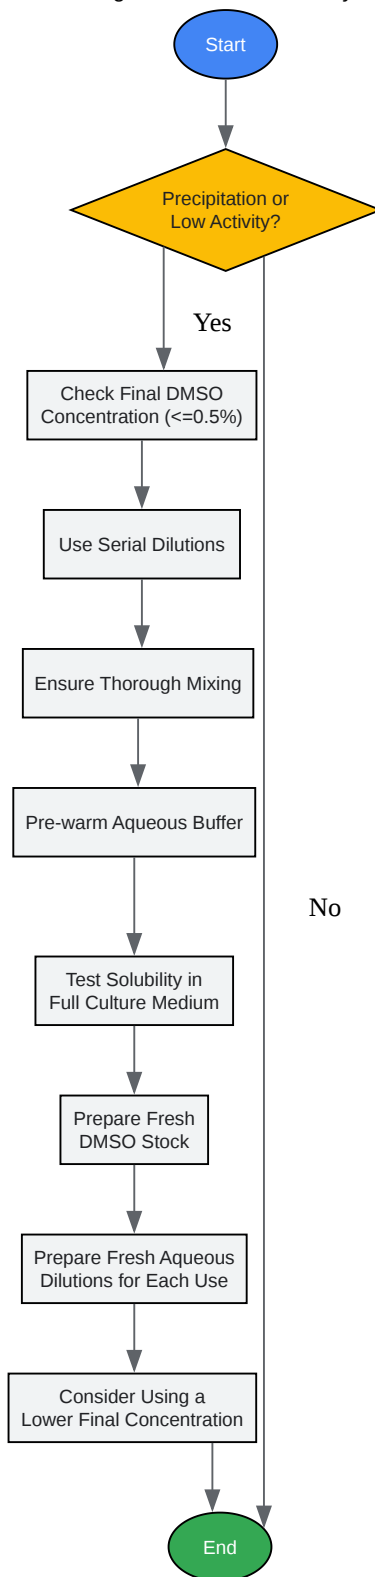 Start
Precipitation or
Low Activity?
Yes
Check Final DMSO
Concentration (<=0.5%)
Use Serial Dilutions
Ensure Thorough Mixing
Pre-warm Aqueous Buffer
No
Test Solubility in
Full Culture Medium
Prepare Fresh
DMSO Stock
Prepare Fresh Aqueous
Dilutions for Each Use
Consider Using a
Lower Final Concentration
End